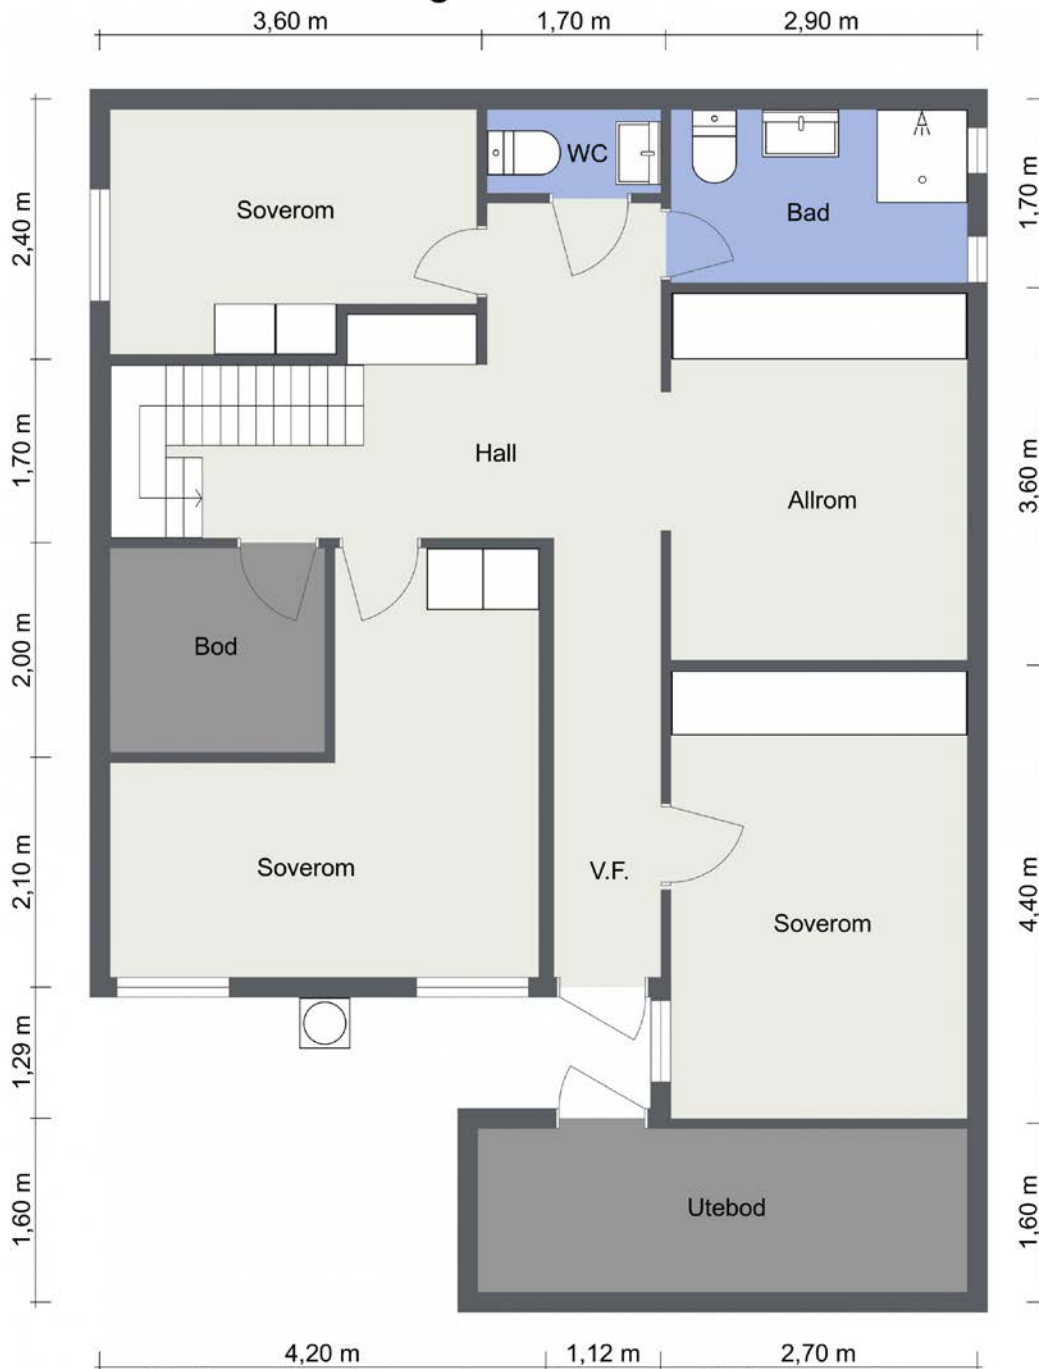 3,60 m
1,70 m
2,90 m
2,40 m
1,70 m
Soverom
WC
Bad
1,70 m
Hall
Allrom
3,60 m
2,00 m
Bod
2,10 m
Soverom
V.F.
Soverom
4,40 m
1,29 m
1,60 m
Utebod
1,60 m
4,20 m
1,12 m
2,70 m